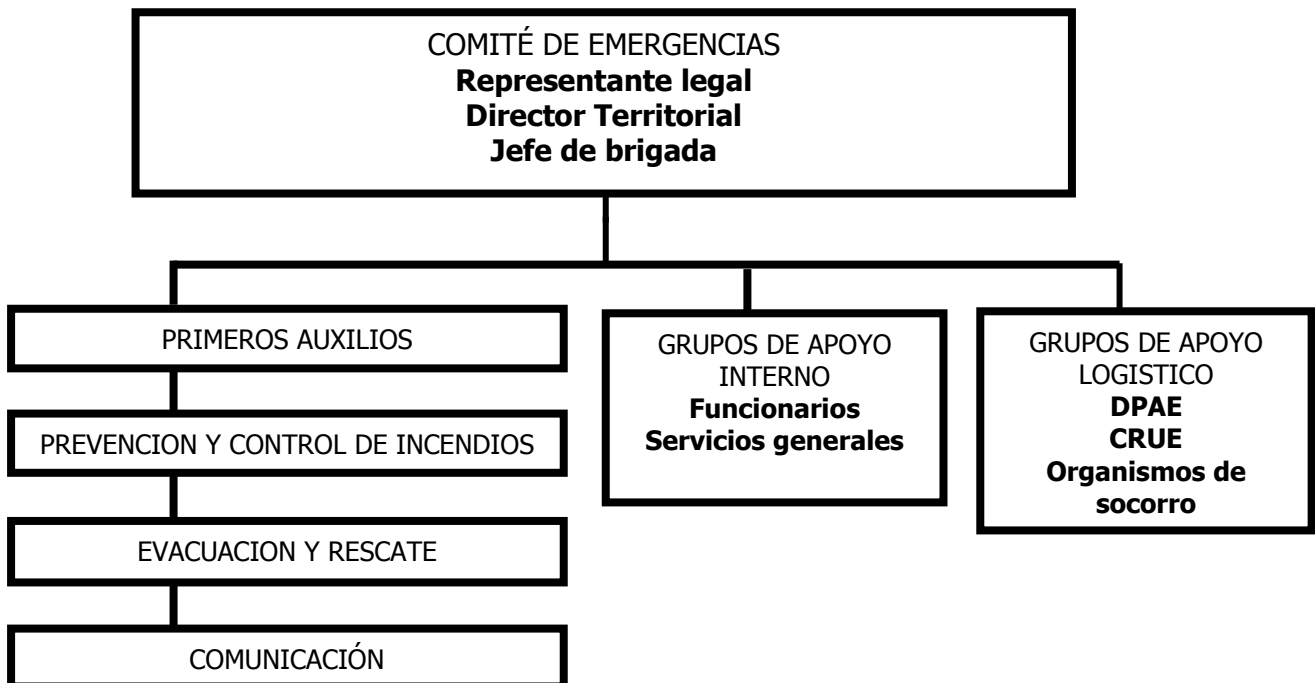 COMITÉ DE EMERGENCIAS
Representante legal
Director Territorial
Jefe de brigada
PRIMEROS AUXILIOS
PREVENCION Y CONTROL DE INCENDIOS
EVACUACION Y RESCATE
COMUNICACIÓN
GRUPOS DE APOYO
INTERNO
Funcionarios
Servicios generales
GRUPOS DE APOYO
LOGISTICO
DPAE
CRUE
Organismos de
socorro